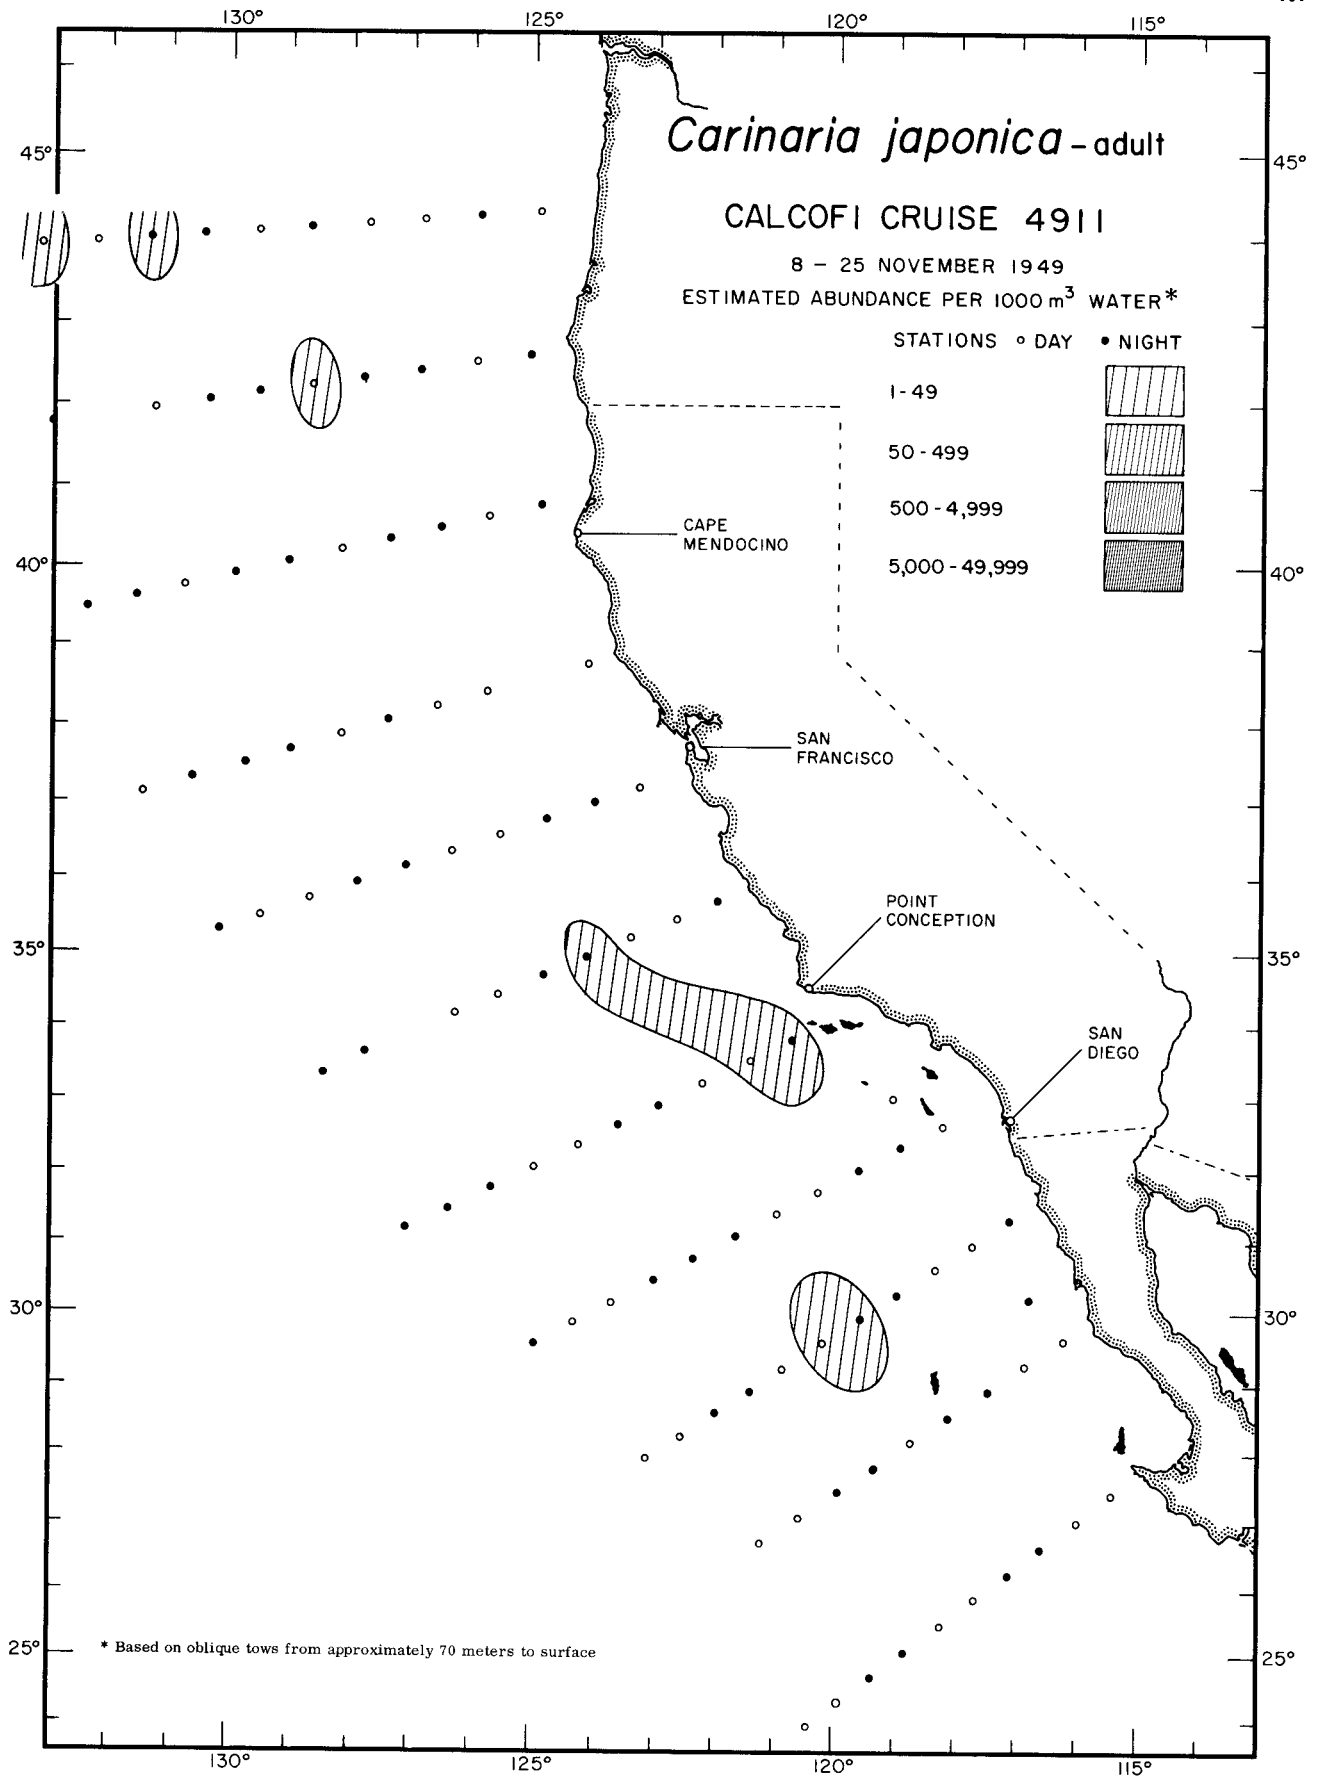 130°
125°
120°
115°
Carinaria japonica – adult
45°
45°
CALCOFI CRUISE 4911
8 – 25 NOVEMBER 1949
ESTIMATED ABUNDANCE PER 1000 m³ WATER*
STATIONS ○ DAY ● NIGHT
1 - 49
50 - 499
500 - 4,999
5,000 - 49,999
CAPE
MENDOCINO
40°
40°
SAN
FRANCISCO
POINT
CONCEPTION
35°
35°
SAN
DIEGO
30°
30°
25°
* Based on oblique tows from approximately 70 meters to surface
25°
130°
125°
120°
115°